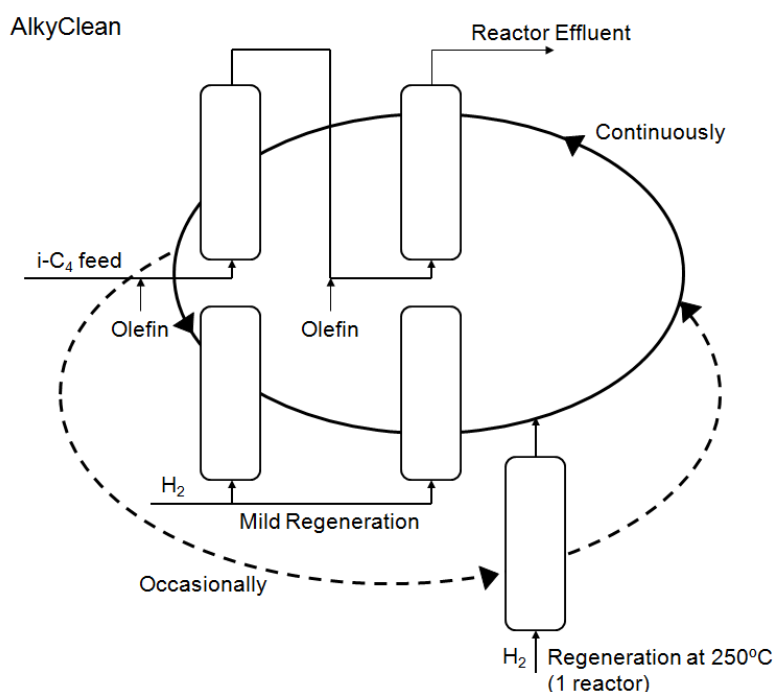 AlkyClean
Reactor Effluent
Continuously
i-C₄ feed
Olefin
Olefin
H₂
Mild Regeneration
Occasionally
H₂
Regeneration at 250ºC
(1 reactor)